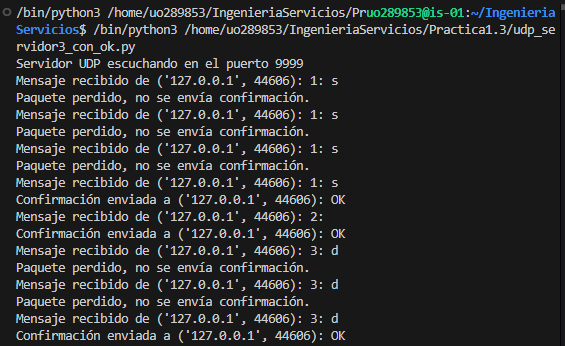 /bin/python3 /home/uo289853/IngenieriaServicios/Pruo289853@is-01:~/Ingenieria
Servicios$ /bin/python3 /home/uo289853/IngenieriaServicios/Practica1.3/udp_se
rvidor3_con_ok.py
Servidor UDP escuchando en el puerto 9999
Mensaje recibido de ('127.0.0.1', 44606): 1: s
Paquete perdido, no se envía confirmación.
Mensaje recibido de ('127.0.0.1', 44606): 1: s
Paquete perdido, no se envía confirmación.
Mensaje recibido de ('127.0.0.1', 44606): 1: s
Paquete perdido, no se envía confirmación.
Mensaje recibido de ('127.0.0.1', 44606): 1: s
Confirmación enviada a ('127.0.0.1', 44606): OK
Mensaje recibido de ('127.0.0.1', 44606): 2:
Confirmación enviada a ('127.0.0.1', 44606): OK
Mensaje recibido de ('127.0.0.1', 44606): 3: d
Paquete perdido, no se envía confirmación.
Mensaje recibido de ('127.0.0.1', 44606): 3: d
Paquete perdido, no se envía confirmación.
Mensaje recibido de ('127.0.0.1', 44606): 3: d
Confirmación enviada a ('127.0.0.1', 44606): OK